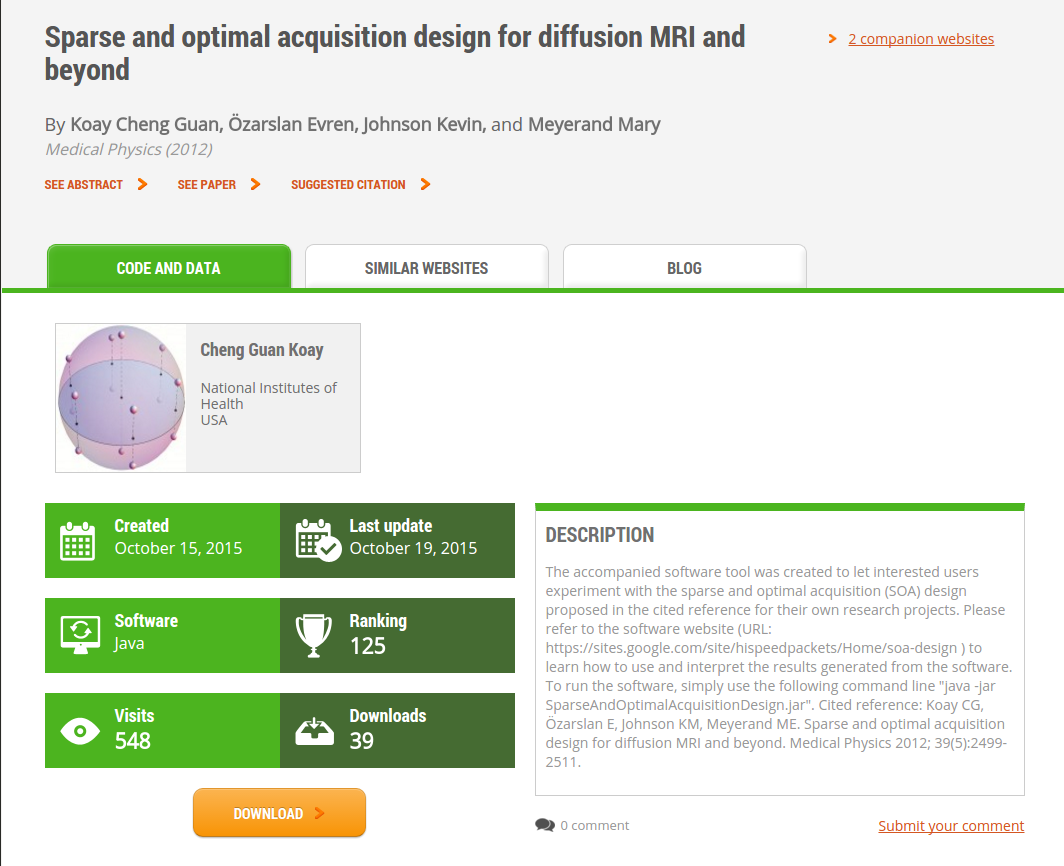 Sparse and optimal acquisition design for diffusion MRI and
beyond
2 companion websites
By Koay Cheng Guan, Özarslan Evren, Johnson Kevin, and Meyerand Mary
Medical Physics (2012)
SEE ABSTRACT
SEE PAPER
SUGGESTED CITATION
CODE AND DATA
SIMILAR WEBSITES
BLOG
Cheng Guan Koay
National Institutes of
Health
USA
Created
October 15, 2015
Last update
October 19, 2015
Software
Java
Ranking
125
Visits
548
Downloads
39
DOWNLOAD
DESCRIPTION
The accompanied software tool was created to let interested users
experiment with the sparse and optimal acquisition (SOA) design
proposed in the cited reference for their own research projects. Please
refer to the software website (URL:
https://sites.google.com/site/hispeedpackets/Home/soa-design ) to
learn how to use and interpret the results generated from the software.
To run the software, simply use the following command line "java -jar
SparseAndOptimalAcquisitionDesign.jar". Cited reference: Koay CG,
Özarslan E, Johnson KM, Meyerand ME. Sparse and optimal acquisition
design for diffusion MRI and beyond. Medical Physics 2012; 39(5):2499-
2511.
0 comment
Submit your comment